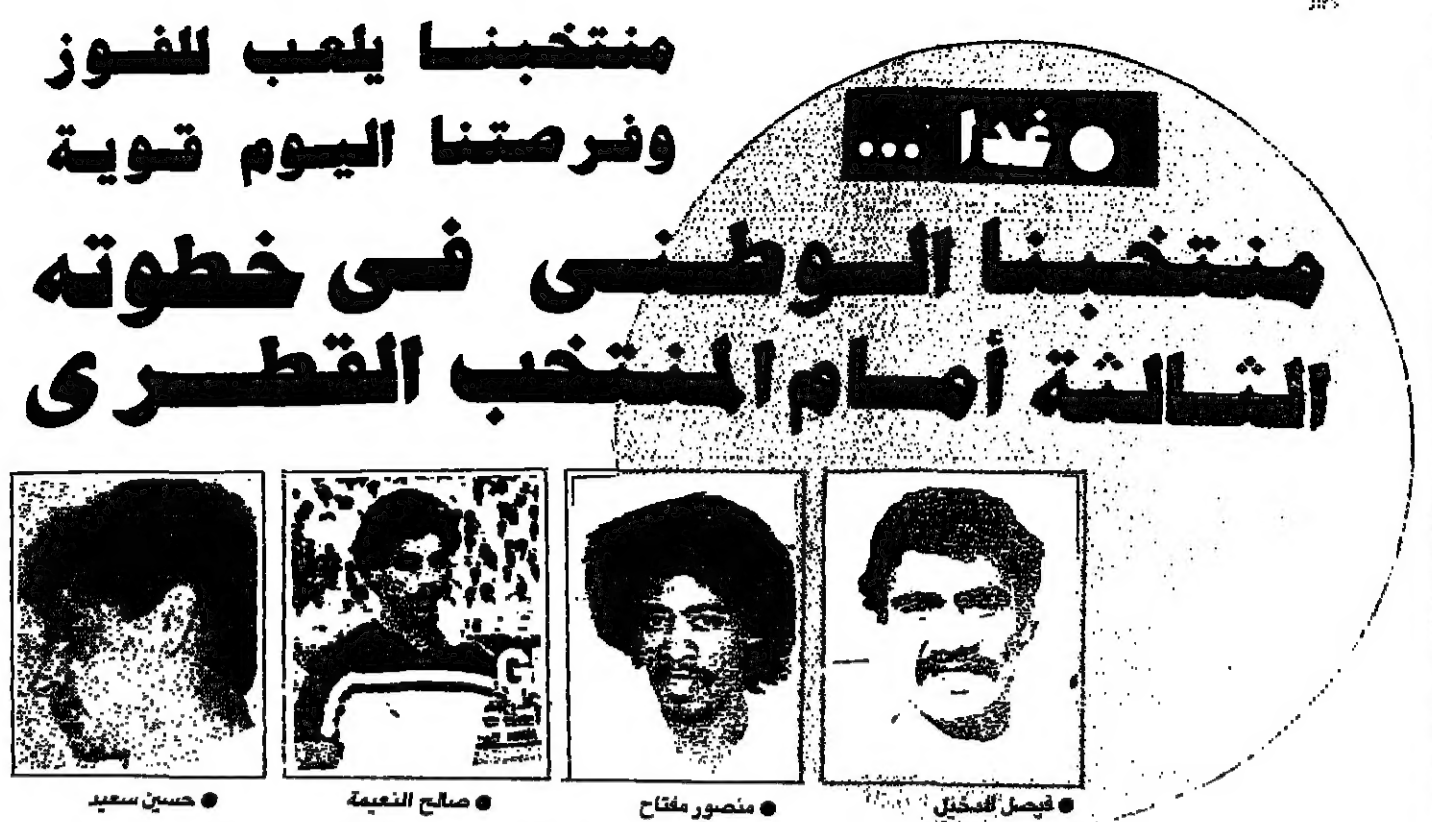 منتخبنا يلعب للفوز
وفرصتنا اليوم قوية
● غدا ...
منتخبنا الوطنى فى خطوته
الثالثة أمام المنتخب القطرى
● فيصل الدخيل
● منصور مفتاح
● صالح النعيمة
● حسين سعيد